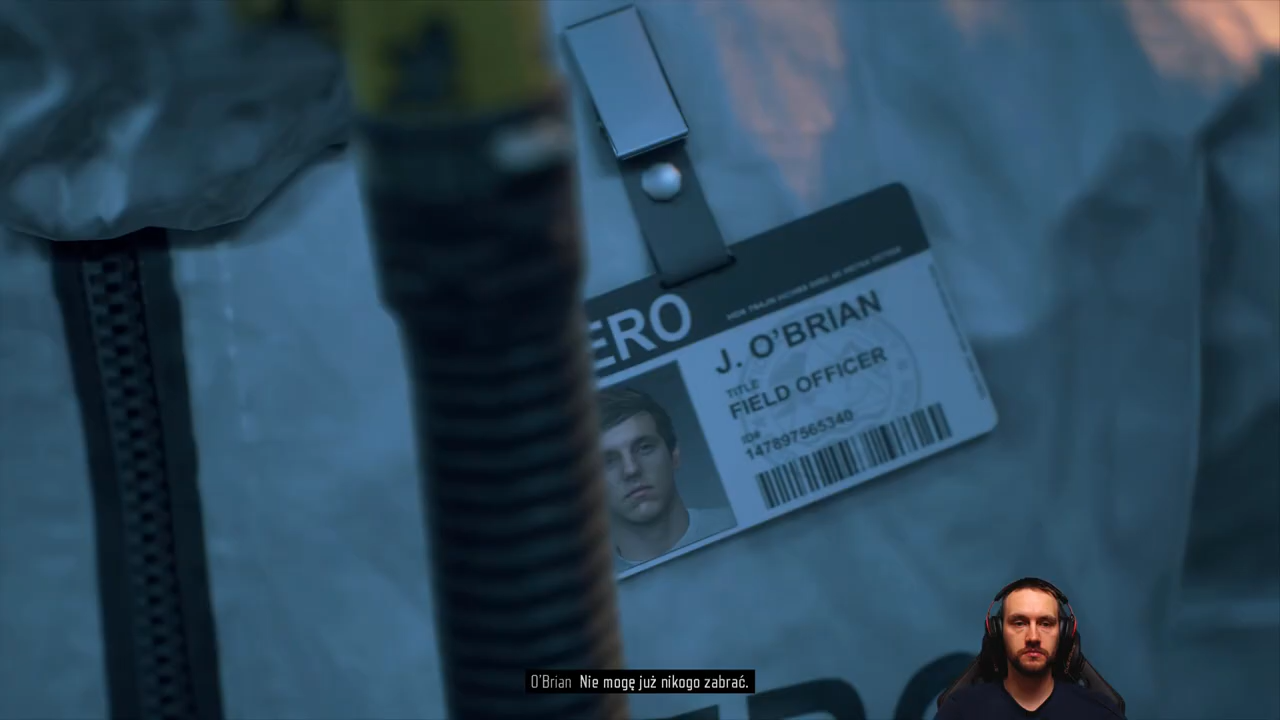 ERO
J. O'BRIAN
TITLE
FIELD OFFICER
ID#
147897565340
O'Brian Nie mogę już nikogo zabrać.